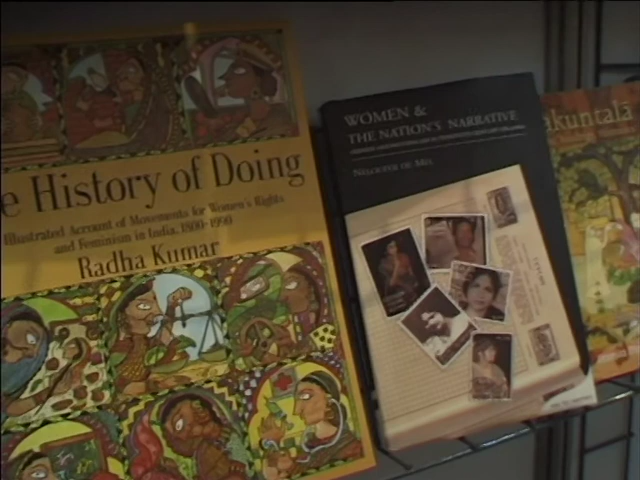 e History of Doing
Illustrated Account of Movements for Women's Rights
and Feminism in India, 1800-1990
Radha Kumar
WOMEN &
THE NATION'S NARRATIVE
akuntalā